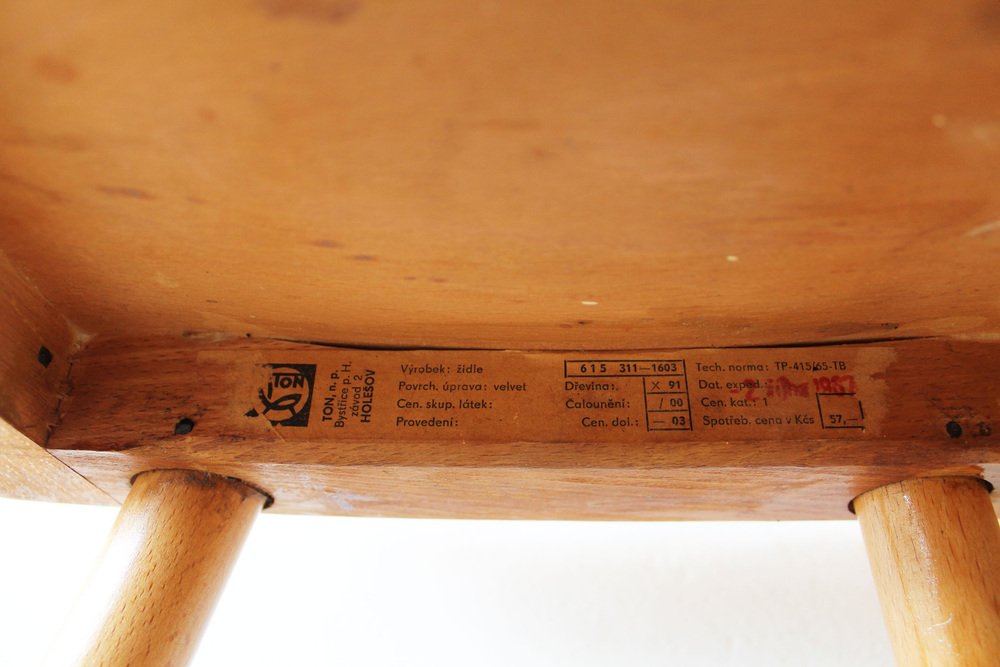 TON
TON, n. p.
Bystřice p. H.
závod 2
HOLEŠOV
Výrobek: židle
Povrch. úprava: velvet
Cen. skup. látek:
Provedení:
615 311—1603
Dřevina: × 91
Čalounění: / 00
Cen. dol.: — 03
Tech. norma: TP-415/65-TB
Dat. exped.: 1967
Cen. kat.: 1
Spotřeb. cena v Kčs 57,—